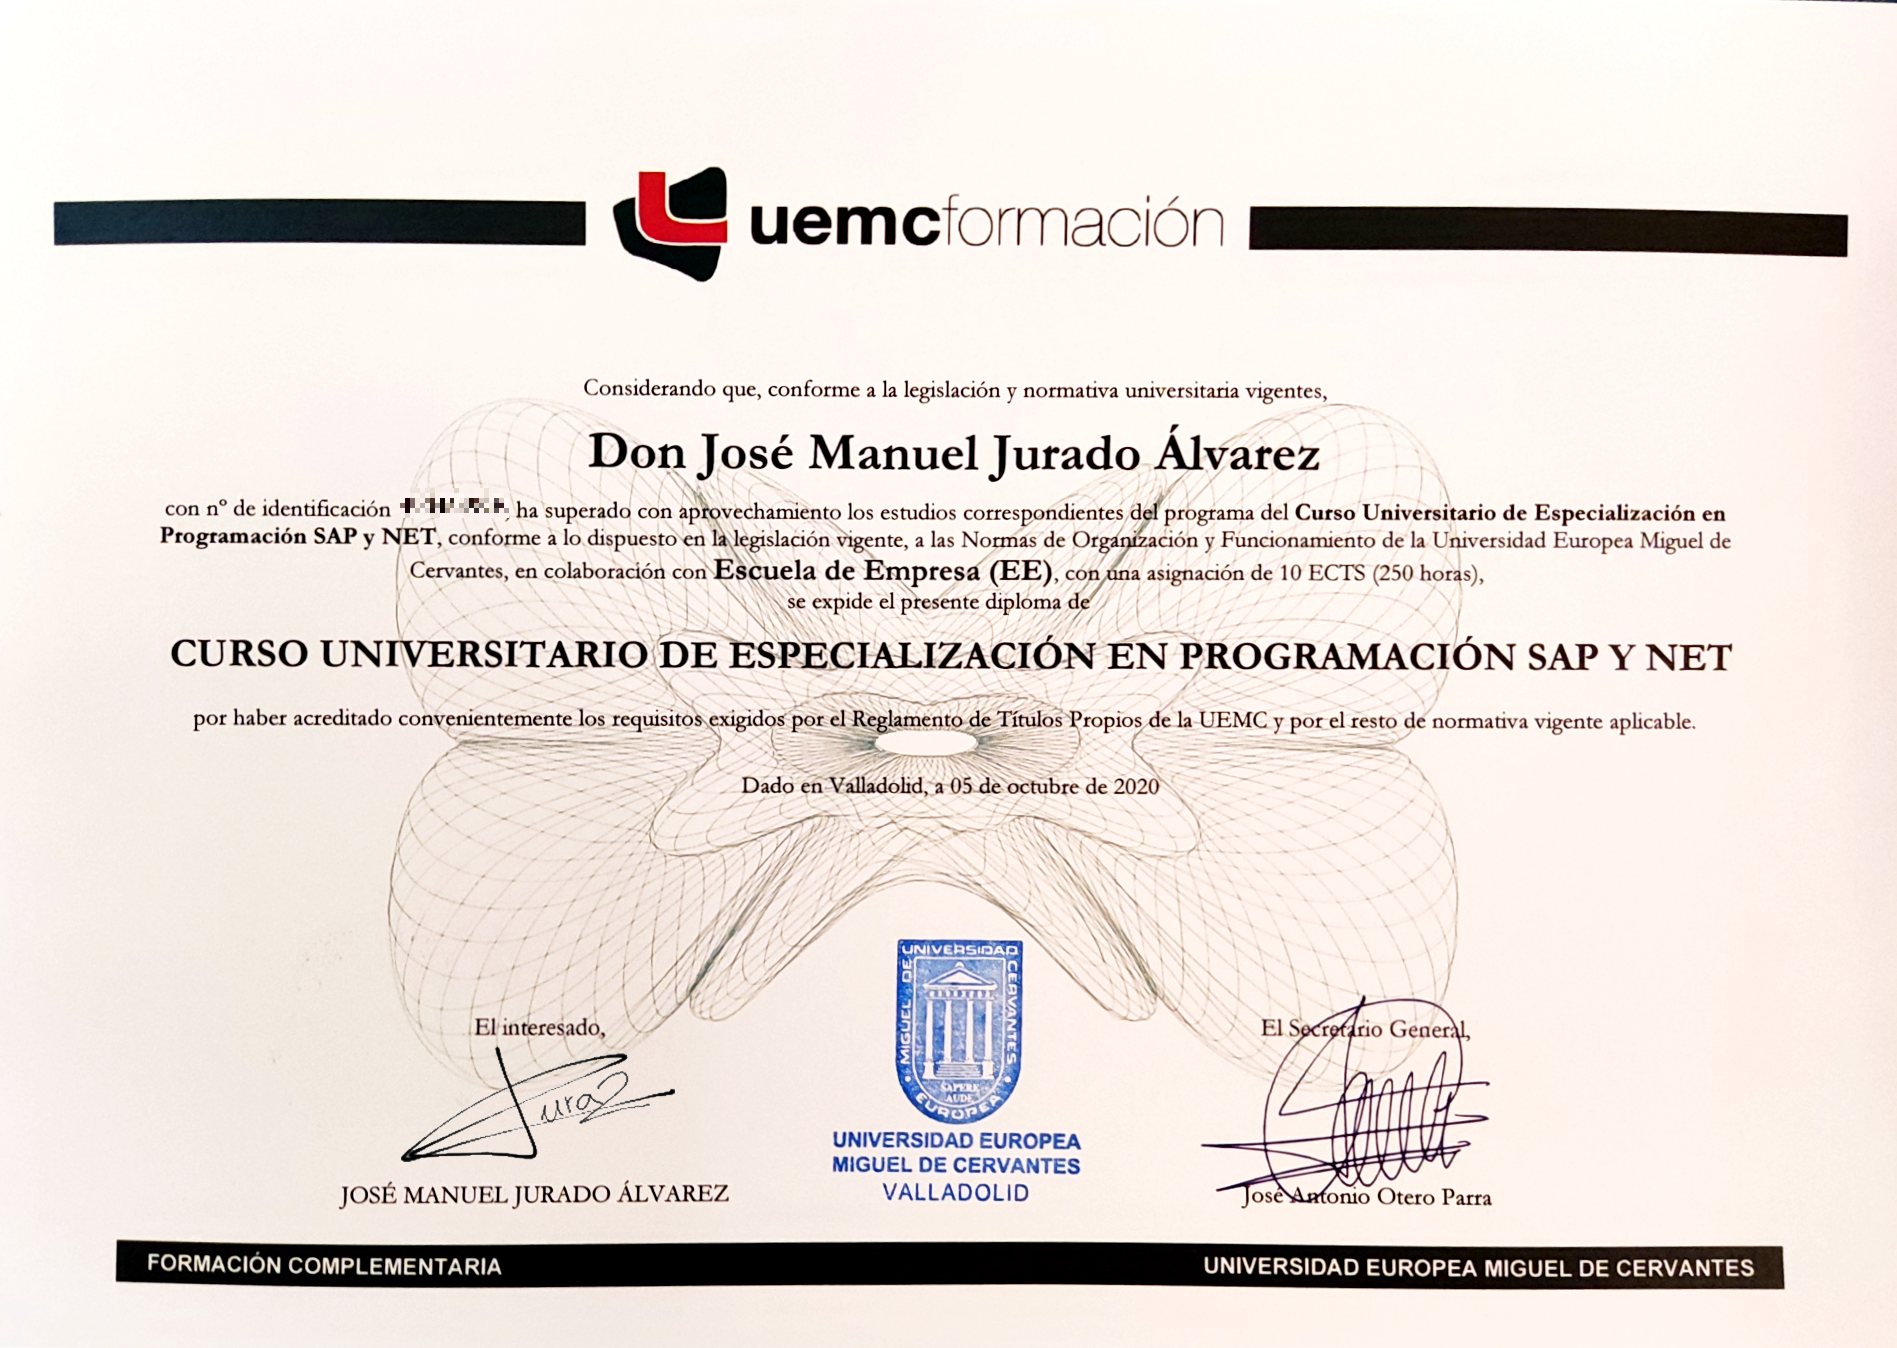 uemcformación
Considerando que, conforme a la legislación y normativa universitaria vigentes,
Don José Manuel Jurado Álvarez
con nº de identificación , ha superado con aprovechamiento los estudios correspondientes del programa del Curso Universitario de Especialización en
Programación SAP y NET, conforme a lo dispuesto en la legislación vigente, a las Normas de Organización y Funcionamiento de la Universidad Europea Miguel de
Cervantes, en colaboración con Escuela de Empresa (EE), con una asignación de 10 ECTS (250 horas),
se expide el presente diploma de
CURSO UNIVERSITARIO DE ESPECIALIZACIÓN EN PROGRAMACIÓN SAP Y NET
por haber acreditado convenientemente los requisitos exigidos por el Reglamento de Títulos Propios de la UEMC y por el resto de normativa vigente aplicable.
Dado en Valladolid, a 05 de octubre de 2020
UNIVERSIDAD EUROPEA MIGUEL DE CERVANTES
SAPERE
AUDE
El interesado,
El Secretario General,
UNIVERSIDAD EUROPEA
MIGUEL DE CERVANTES
VALLADOLID
JOSÉ MANUEL JURADO ÁLVAREZ
José Antonio Otero Parra
FORMACIÓN COMPLEMENTARIA
UNIVERSIDAD EUROPEA MIGUEL DE CERVANTES